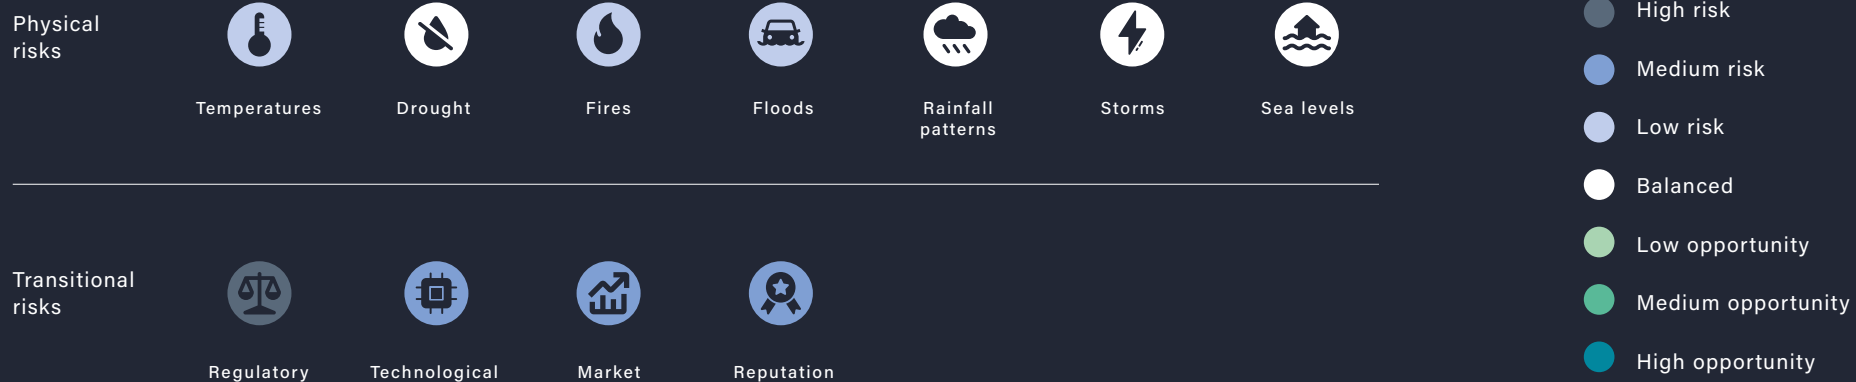 Physical
risks
Temperatures
Drought
Fires
Floods
Rainfall
patterns
Storms
Sea levels
Transitional
risks
Regulatory
Technological
Market
Reputation
High risk
Medium risk
Low risk
Balanced
Low opportunity
Medium opportunity
High opportunity